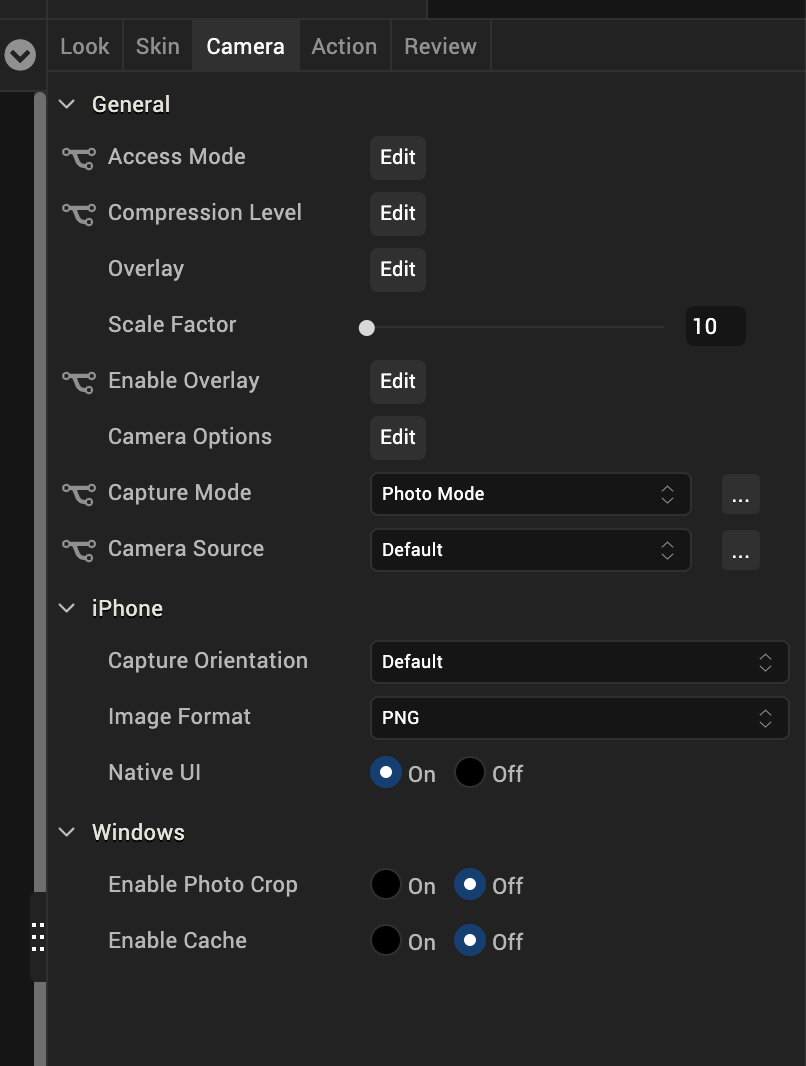 Look Skin Camera Action Review
General
Access Mode Edit
Compression Level Edit
Overlay Edit
Scale Factor 10
Enable Overlay Edit
Camera Options Edit
Capture Mode Photo Mode ...
Camera Source Default ...
iPhone
Capture Orientation Default
Image Format PNG
Native UI On Off
Windows
Enable Photo Crop On Off
Enable Cache On Off